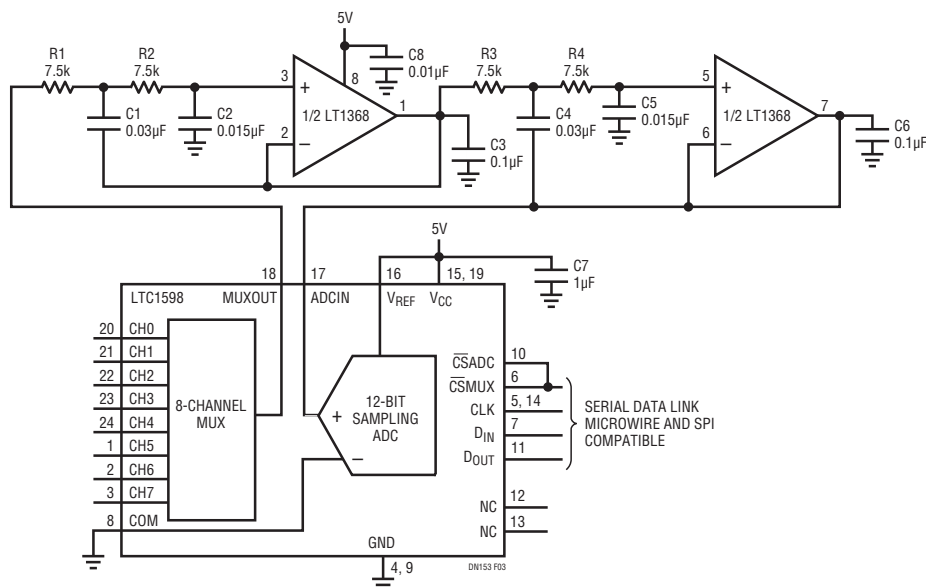 5V
R1
7.5k
R2
7.5k
C8
0.01µF
R3
7.5k
R4
7.5k
3
+
8
1/2 LT1368
1
2
–
C1
0.03µF
C2
0.015µF
C3
0.1µF
C4
0.03µF
C5
0.015µF
5
+
1/2 LT1368
7
6
–
C6
0.1µF
5V
18
17
16
15, 19
C7
1µF
LTC1598
MUXOUT
ADCIN
VREF
VCC
20 CH0
21 CH1
22 CH2
23 CH3
24 CH4
1 CH5
2 CH6
3 CH7
8 COM
8-CHANNEL
MUX
+
12-BIT
SAMPLING
ADC
–
C̅S̅ADC 10
C̅S̅MUX 6
CLK 5, 14
DIN 7
DOUT 11
NC 12
NC 13
SERIAL DATA LINK
MICROWIRE AND SPI
COMPATIBLE
GND
4, 9
DN153 F03